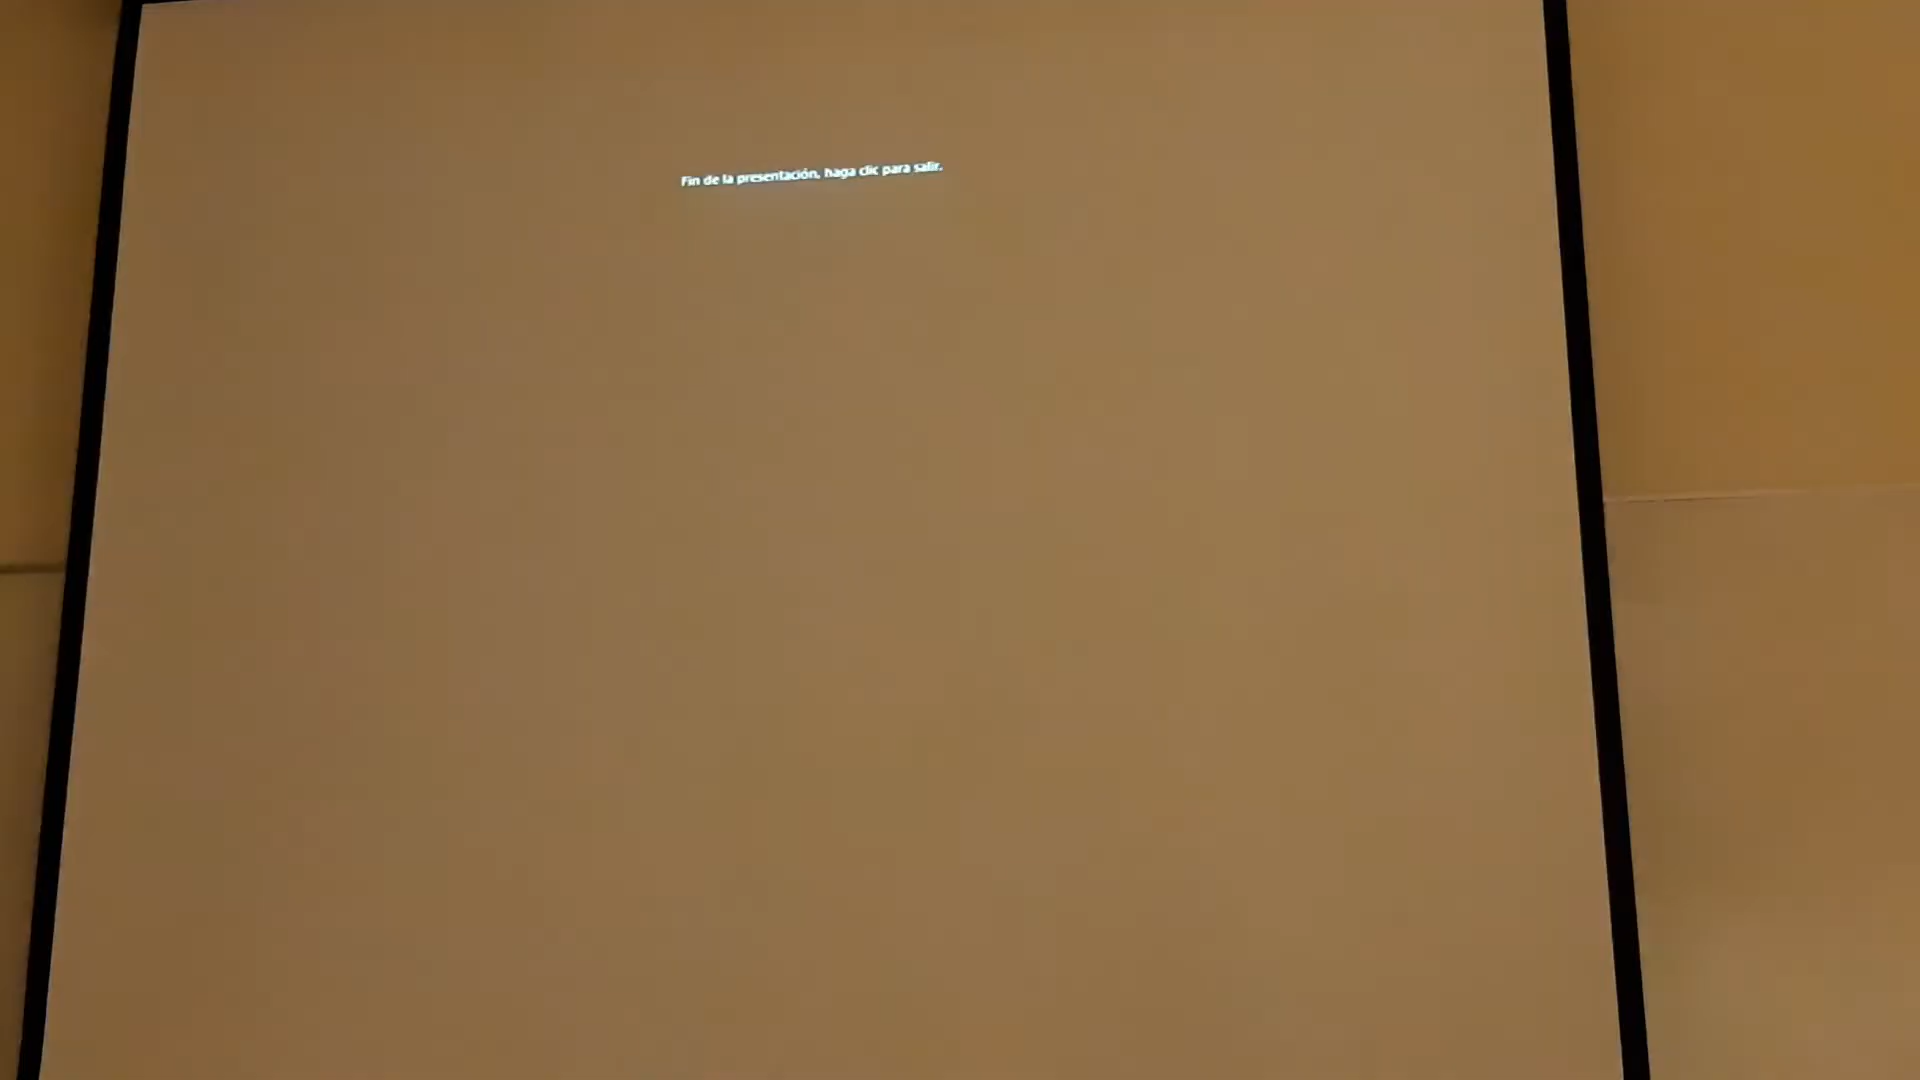 Fin de la presentación, haga clic para salir.